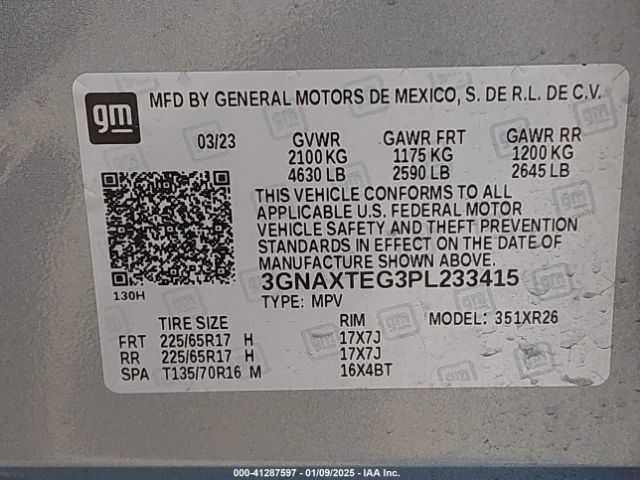 gm
MFD BY GENERAL MOTORS DE MEXICO, S. DE R.L. DE C.V.
03/23 GVWR GAWR FRT GAWR RR
2100 KG 1175 KG 1200 KG
4630 LB 2590 LB 2645 LB
THIS VEHICLE CONFORMS TO ALL
APPLICABLE U.S. FEDERAL MOTOR
VEHICLE SAFETY AND THEFT PREVENTION
STANDARDS IN EFFECT ON THE DATE OF
MANUFACTURE SHOWN ABOVE.
3GNAXTEG3PL233415
130H
TYPE: MPV
TIRE SIZE RIM MODEL: 351XR26
FRT 225/65R17 H 17X7J
RR 225/65R17 H 17X7J
SPA T135/70R16 M 16X4BT
000-41287597 - 01/09/2025 - IAA Inc.